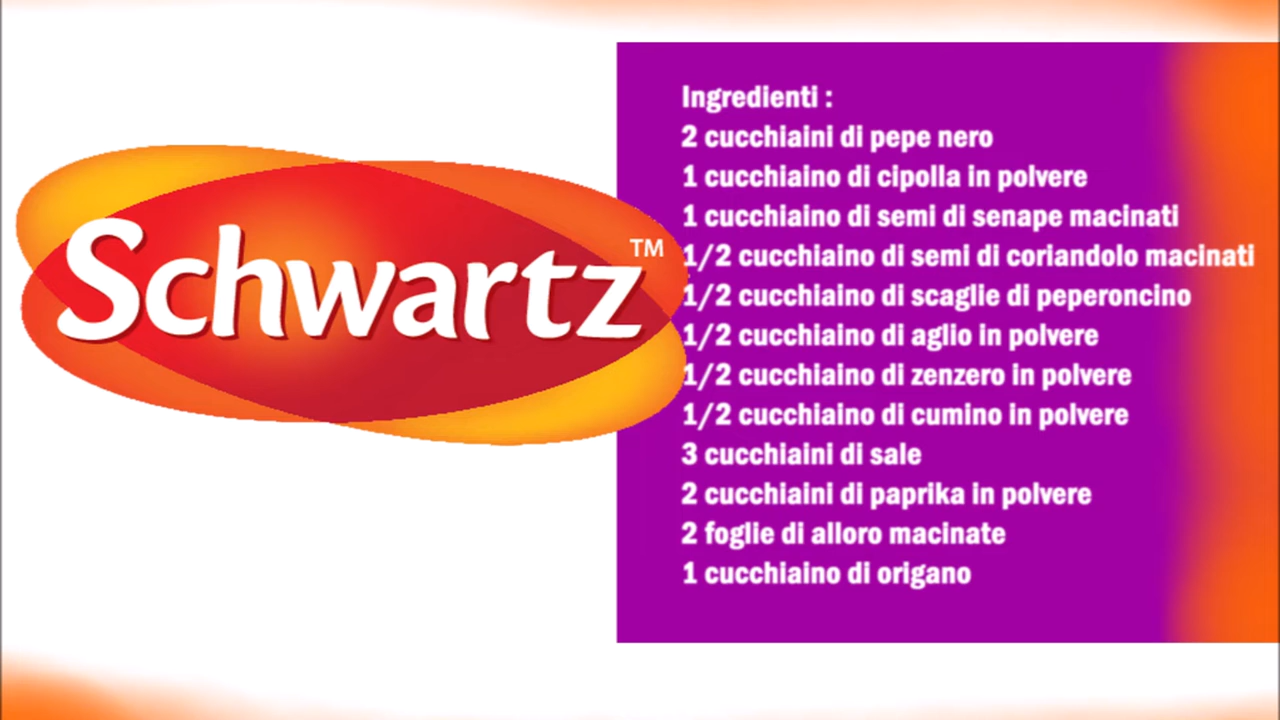 Schwartz™
Ingredienti :
2 cucchiaini di pepe nero
1 cucchiaino di cipolla in polvere
1 cucchiaino di semi di senape macinati
1/2 cucchiaino di semi di coriandolo macinati
1/2 cucchiaino di scaglie di peperoncino
1/2 cucchiaino di aglio in polvere
1/2 cucchiaino di zenzero in polvere
1/2 cucchiaino di cumino in polvere
3 cucchiaini di sale
2 cucchiaini di paprika in polvere
2 foglie di alloro macinate
1 cucchiaino di origano